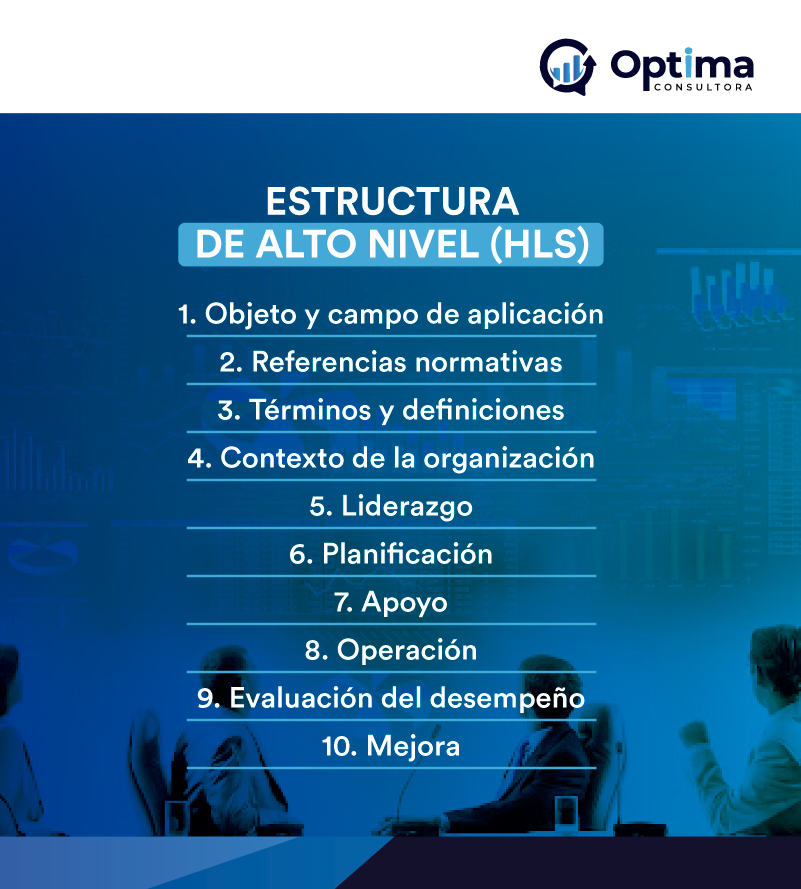 Optima
CONSULTORA
ESTRUCTURA
DE ALTO NIVEL (HLS)
1. Objeto y campo de aplicación
2. Referencias normativas
3. Términos y definiciones
4. Contexto de la organización
5. Liderazgo
6. Planificación
7. Apoyo
8. Operación
9. Evaluación del desempeño
10. Mejora